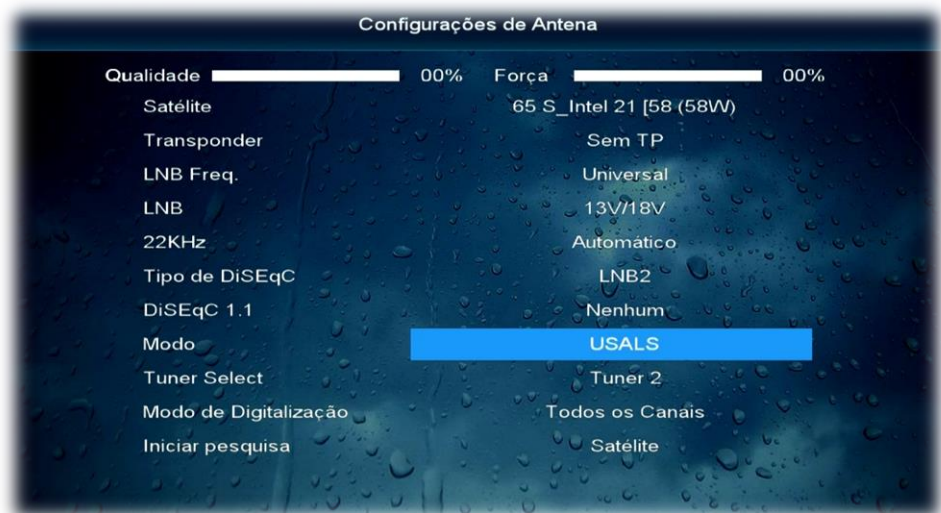 Configurações de Antena
Qualidade 00% Força 00%
Satélite 65 S_Intel 21 [58 (58W)
Transponder Sem TP
LNB Freq. Universal
LNB 13V/18V
22KHz Automático
Tipo de DiSEqC LNB2
DiSEqC 1.1 Nenhum
Modo USALS
Tuner Select Tuner 2
Modo de Digitalização Todos os Canais
Iniciar pesquisa Satélite